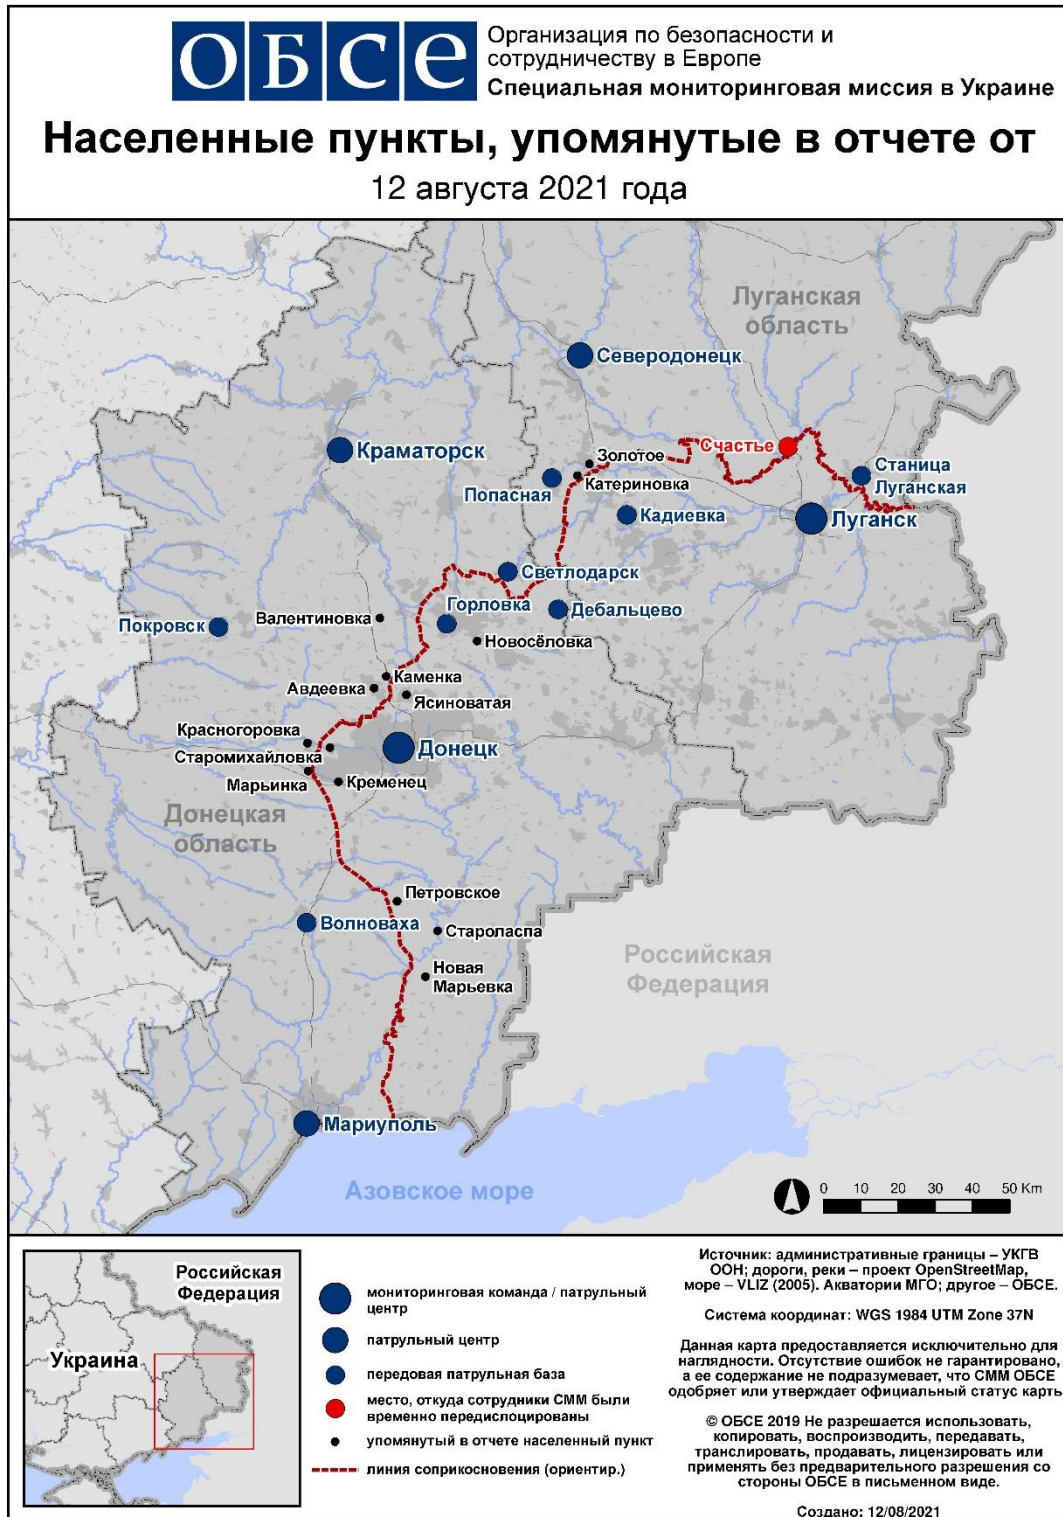 ОБСЕ
Организация по безопасности и
сотрудничеству в Европе
Специальная мониторинговая миссия в Украине
Населенные пункты, упомянутые в отчете от
12 августа 2021 года
Луганская
область
Северодонецк
Счастье
Краматорск
Золотое
Станица
Луганская
Попасная
Катериновка
Кадиевка
Луганск
Светлодарск
Горловка
Дебальцево
Валентиновка
Покровск
Новосёловка
Каменка
Авдеевка
Ясиноватая
Красногоровка
Донецк
Старомихайловка
Марьинка
Кременец
Донецкая
область
Петровское
Волноваха
Староласпа
Российская
Федерация
Новая
Марьевка
Мариуполь
Азовское море
0 10 20 30 40 50 Km
Российская
Федерация
Украина
мониторинговая команда / патрульный
центр
патрульный центр
передовая патрульная база
место, откуда сотрудники СММ были
временно передислоцированы
упомянутый в отчете населенный пункт
линия соприкосновения (ориентир.)
Источник: административные границы – УКГВ
ООН; дороги, реки – проект OpenStreetMap,
море – VLIZ (2005). Акватории МГО; другое – ОБСЕ.
Система координат: WGS 1984 UTM Zone 37N
Данная карта предоставляется исключительно для
наглядности. Отсутствие ошибок не гарантировано,
а ее содержание не подразумевает, что СММ ОБСЕ
одобряет или утверждает официальный статус карты
© ОБСЕ 2019 Не разрешается использовать,
копировать, воспроизводить, передавать,
транслировать, продавать, лицензировать или
применять без предварительного разрешения со
стороны ОБСЕ в письменном виде.
Создано: 12/08/2021